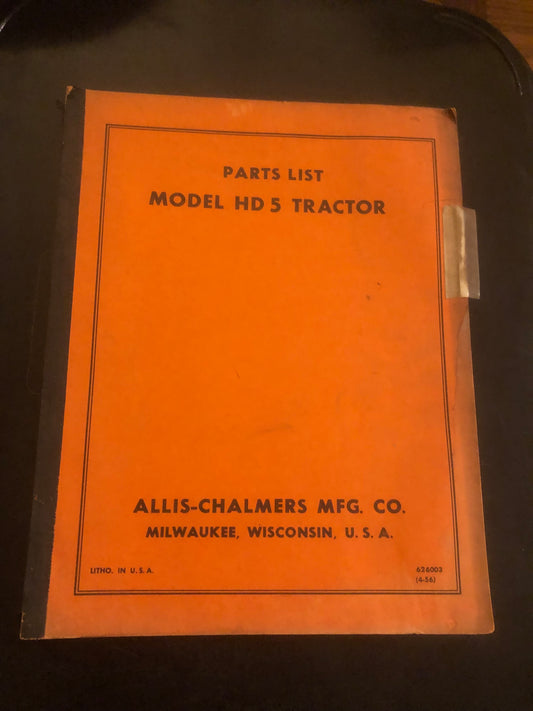 PARTS LIST
MODEL HD 5 TRACTOR
ALLIS-CHALMERS MFG. CO.
MILWAUKEE, WISCONSIN, U. S. A.
LITHO. IN U. S. A.
626003
(4-56)